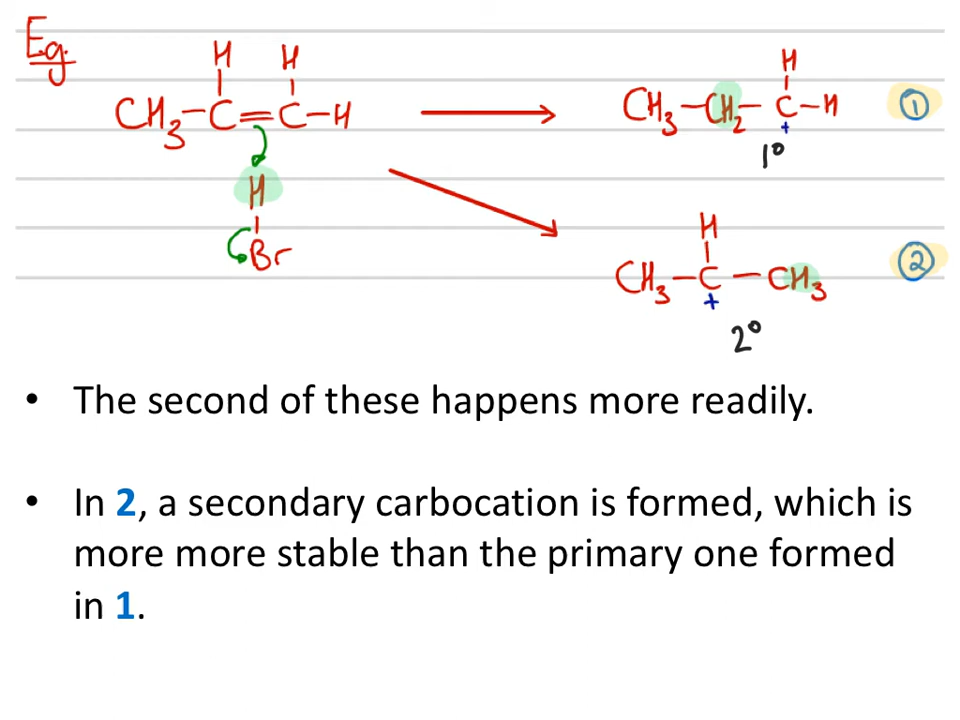 Eg.
H H H
CH3–C=C–H CH3–CH2–C–H 1
+
1°
H
Br
H
CH3–C–CH3 2
+
2°
• The second of these happens more readily.
• In 2, a secondary carbocation is formed, which is
more more stable than the primary one formed
in 1.